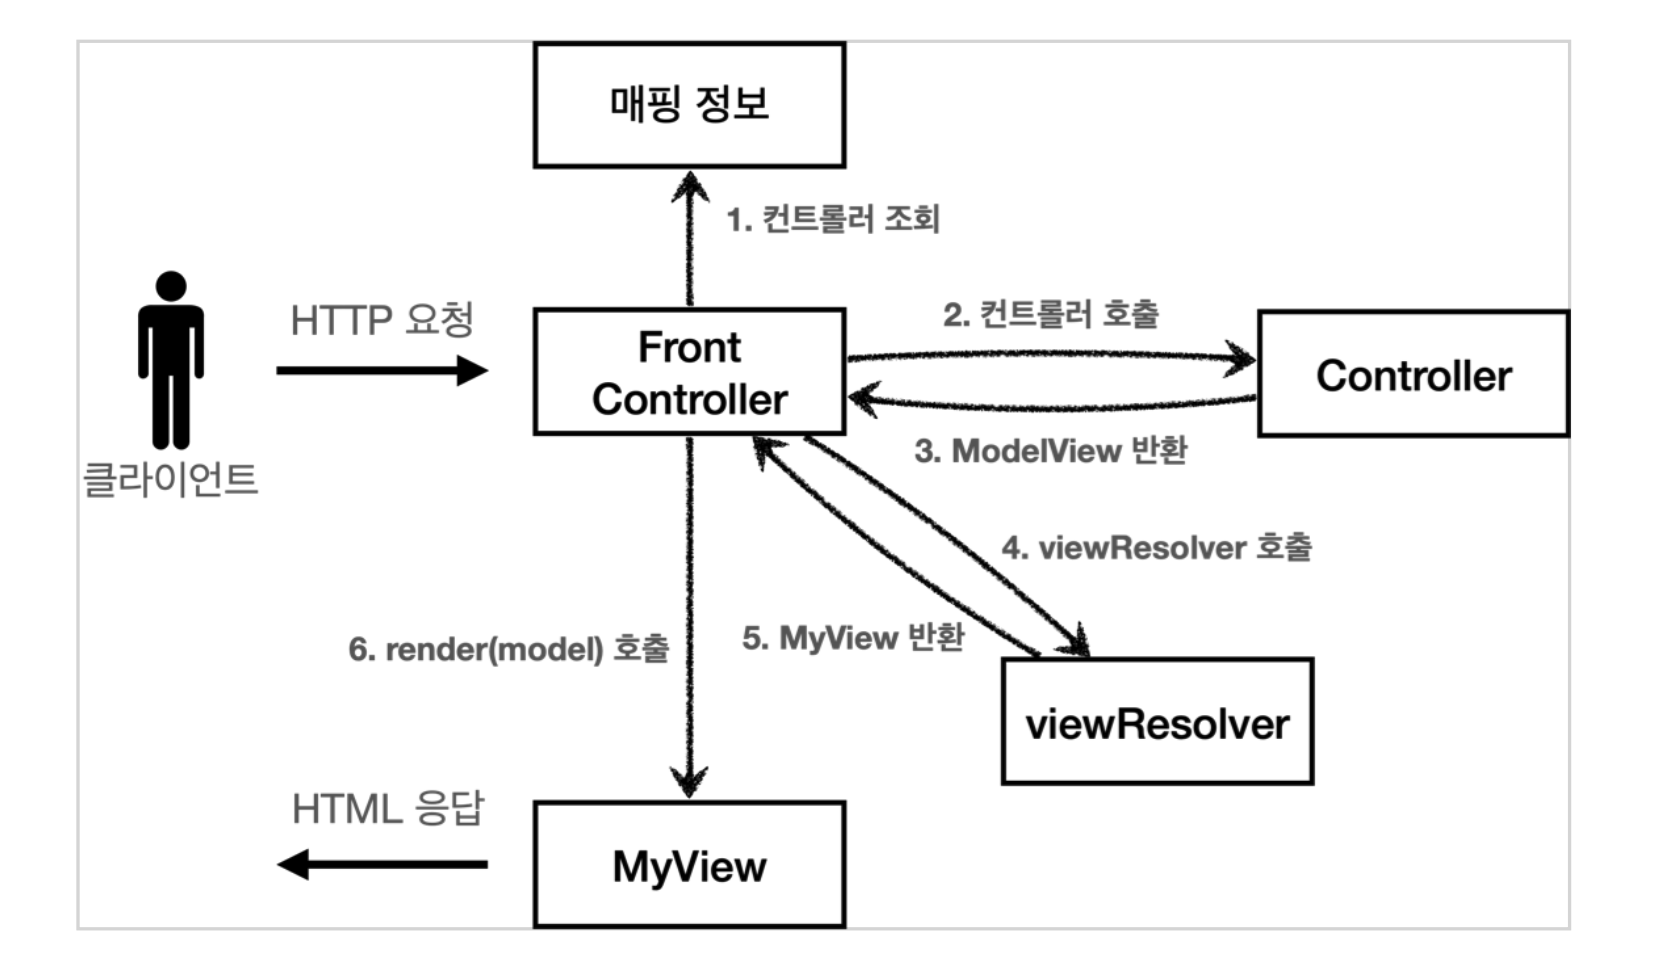 매핑 정보
1. 컨트롤러 조회
HTTP 요청
Front
Controller
2. 컨트롤러 호출
Controller
3. ModelView 반환
클라이언트
4. viewResolver 호출
5. MyView 반환
6. render(model) 호출
viewResolver
HTML 응답
MyView